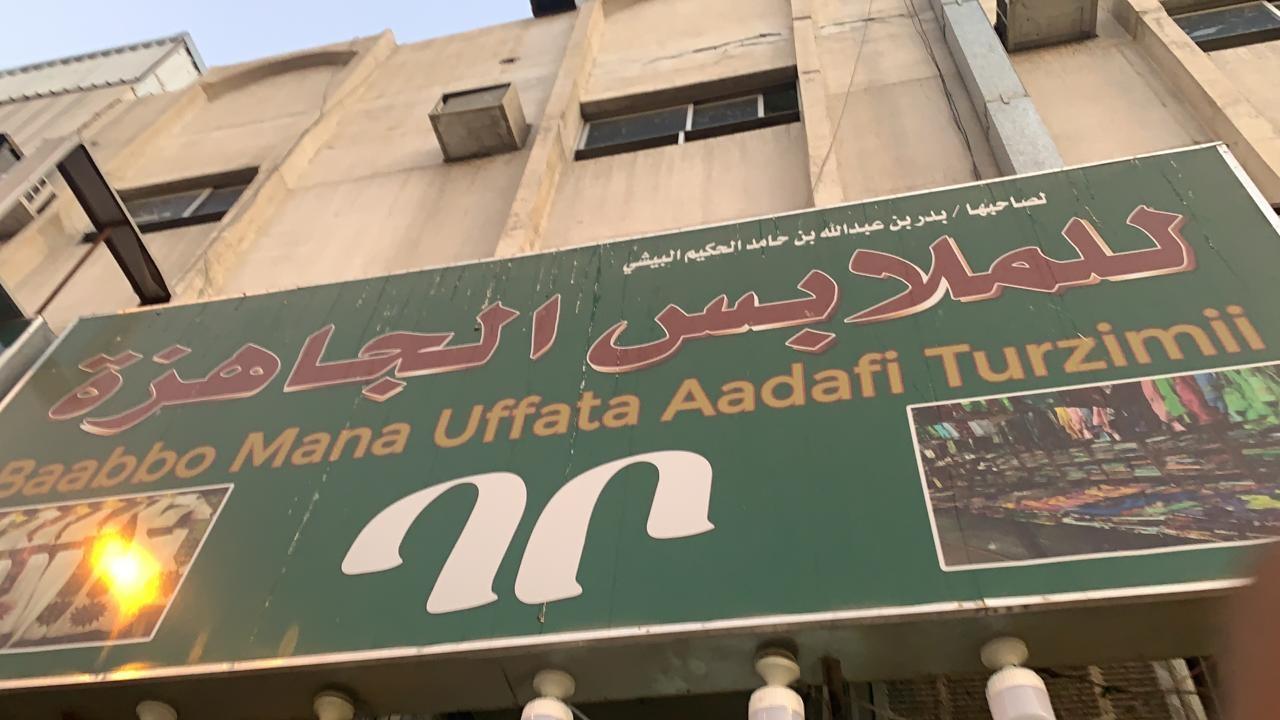 لصاحبها / بدر بن عبدالله بن حامد الحكيم البيشي
للملابس الجاهزة
Baabbo Mana Uffata Aadafi Turzimii